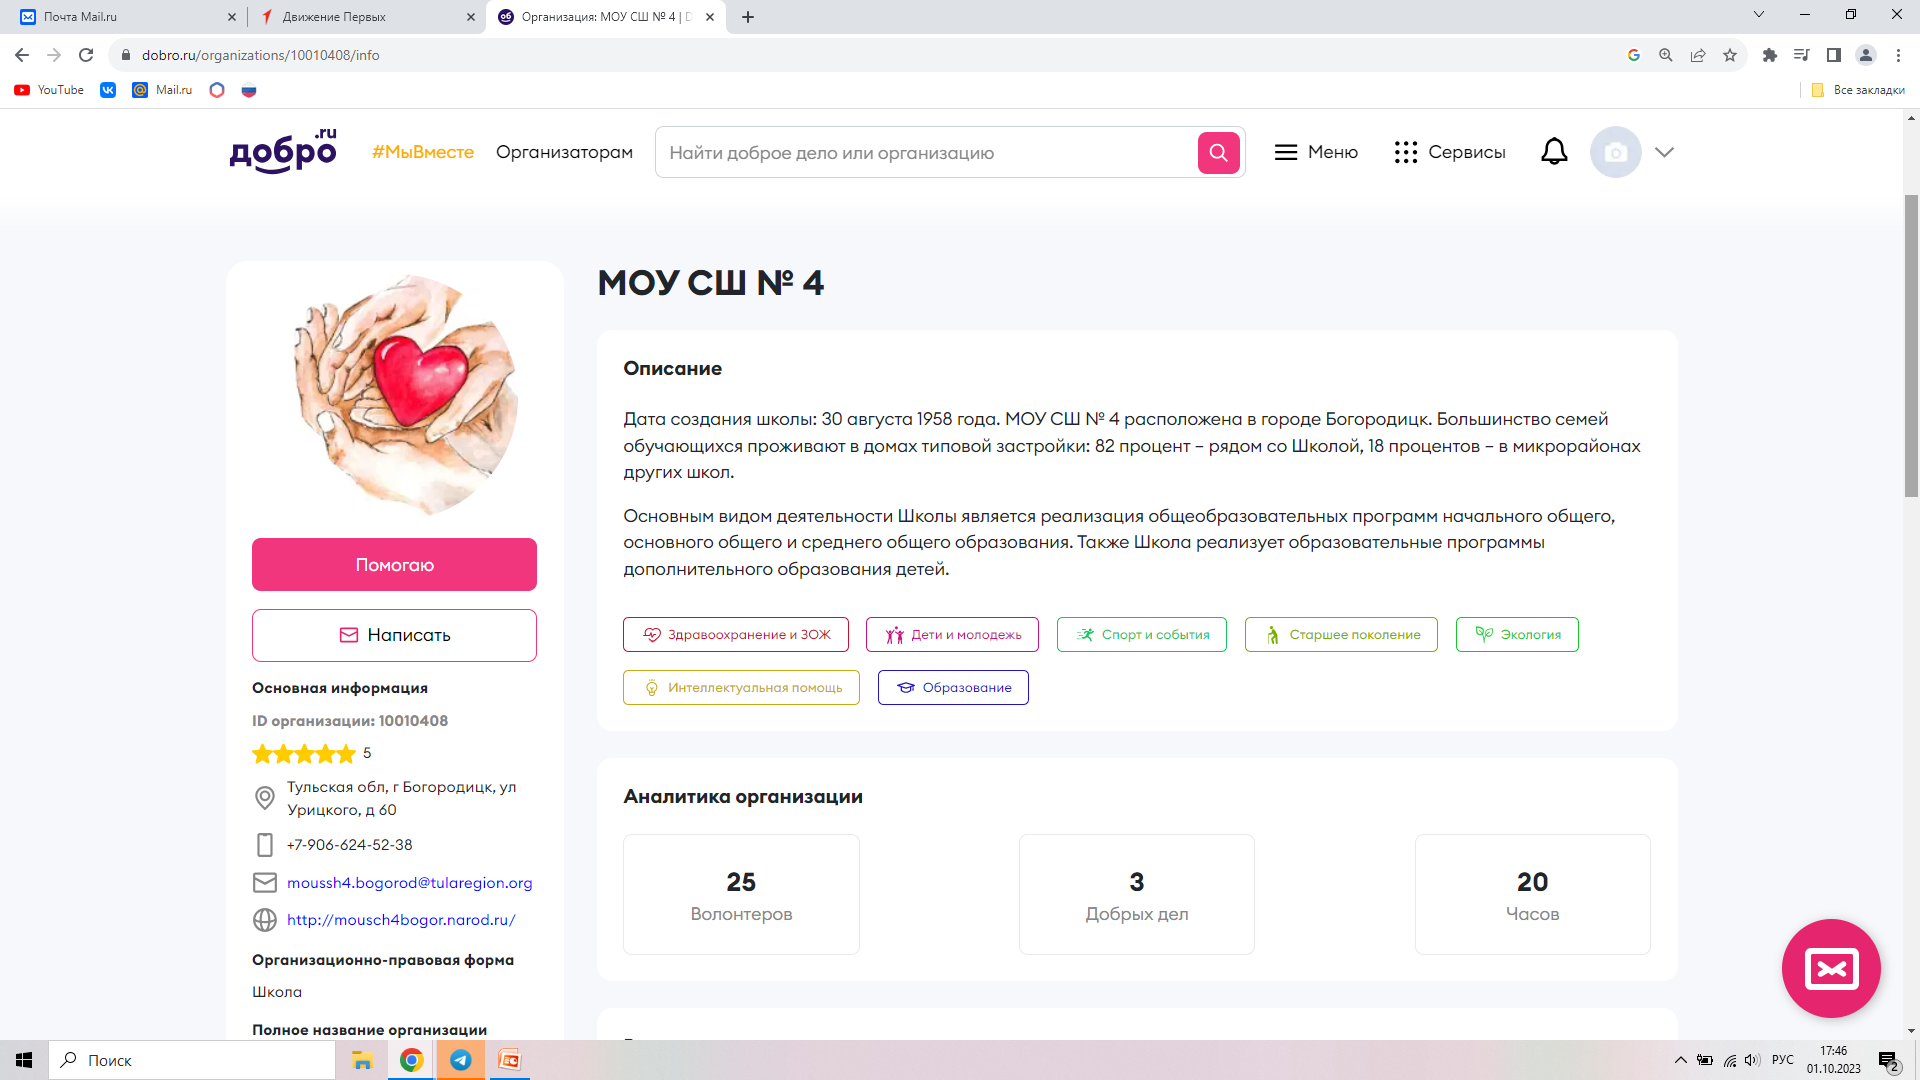 Почта Mail.ru
Движение Первых
Организация: МОУ СШ № 4 |
dobro.ru/organizations/10010408/info
YouTube
Mail.ru
Все закладки
добро.ru
#МыВместе
Организаторам
Найти доброе дело или организацию
Меню
Сервисы
МОУ СШ № 4
Описание
Дата создания школы: 30 августа 1958 года. МОУ СШ № 4 расположена в городе Богородицк. Большинство семей
обучающихся проживают в домах типовой застройки: 82 процент – рядом со Школой, 18 процентов – в микрорайонах
других школ.
Основным видом деятельности Школы является реализация общеобразовательных программ начального общего,
основного общего и среднего общего образования. Также Школа реализует образовательные программы
дополнительного образования детей.
Здравоохранение и ЗОЖ
Дети и молодежь
Спорт и события
Старшее поколение
Экология
Интеллектуальная помощь
Образование
Помогаю
Написать
Основная информация
ID организации: 10010408
5
Тульская обл, г Богородицк, ул
Урицкого, д 60
+7-906-624-52-38
moussh4.bogorod@tularegion.org
http://mousch4bogor.narod.ru/
Организационно-правовая форма
Школа
Полное название организации
Аналитика организации
25
Волонтеров
3
Добрых дел
20
Часов
Поиск
РУС
17:46
01.10.2023
2